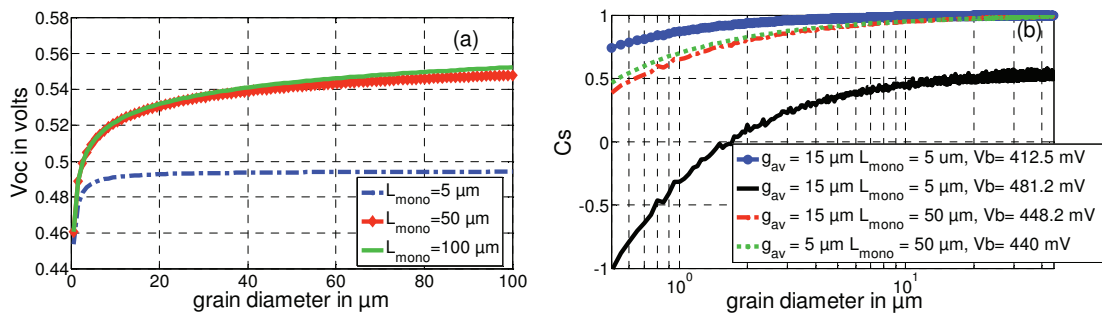 (a)
0.58
0.56
0.54
0.52
0.5
0.48
0.46
0.44
Voc in volts
L_mono=5 µm
L_mono=50 µm
L_mono=100 µm
0 20 40 60 80 100
grain diameter in µm
(b)
1
0.5
0
-0.5
-1
Cs
g_av = 15 µm L_mono = 5 um, Vb= 412.5 mV
g_av = 15 µm L_mono = 5 µm, Vb= 481.2 mV
g_av = 15 µm L_mono = 50 µm, Vb= 448.2 mV
g_av = 5 µm L_mono = 50 µm, Vb= 440 mV
10^0 10^1
grain diameter in µm